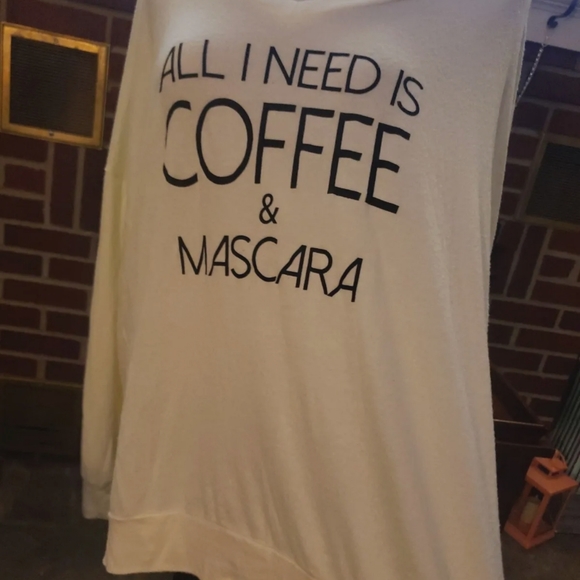 ALL I NEED IS
COFFEE
&
MASCARA